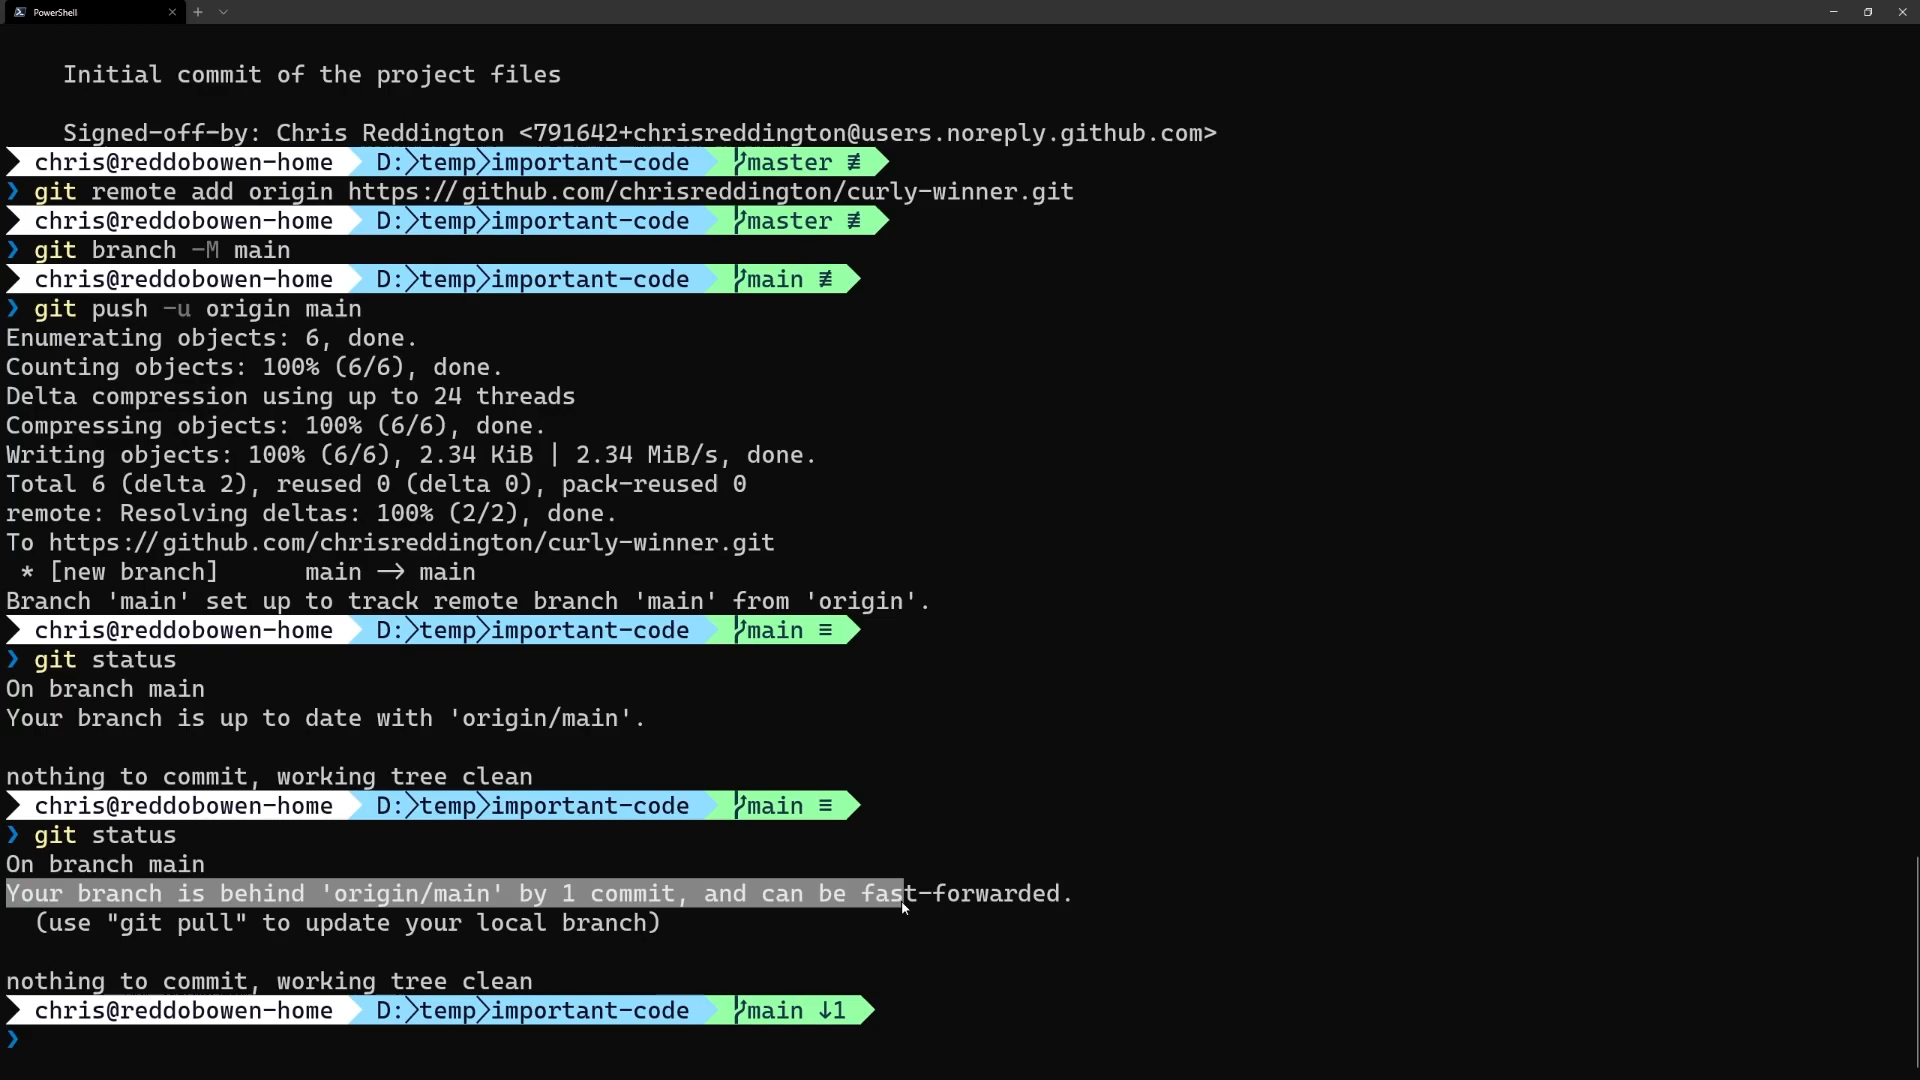 PowerShell
Initial commit of the project files
Signed-off-by: Chris Reddington <791642+chrisreddington@users.noreply.github.com>
chris@reddobowen-home D:〉temp〉important-code master ≢
❯ git remote add origin https://github.com/chrisreddington/curly-winner.git
chris@reddobowen-home D:〉temp〉important-code master ≢
❯ git branch -M main
chris@reddobowen-home D:〉temp〉important-code main ≢
❯ git push -u origin main
Enumerating objects: 6, done.
Counting objects: 100% (6/6), done.
Delta compression using up to 24 threads
Compressing objects: 100% (6/6), done.
Writing objects: 100% (6/6), 2.34 KiB | 2.34 MiB/s, done.
Total 6 (delta 2), reused 0 (delta 0), pack-reused 0
remote: Resolving deltas: 100% (2/2), done.
To https://github.com/chrisreddington/curly-winner.git
* [new branch] main -> main
Branch 'main' set up to track remote branch 'main' from 'origin'.
chris@reddobowen-home D:〉temp〉important-code main ≡
❯ git status
On branch main
Your branch is up to date with 'origin/main'.
nothing to commit, working tree clean
chris@reddobowen-home D:〉temp〉important-code main ≡
❯ git status
On branch main
Your branch is behind 'origin/main' by 1 commit, and can be fast-forwarded.
(use "git pull" to update your local branch)
nothing to commit, working tree clean
chris@reddobowen-home D:〉temp〉important-code main ↓1
❯